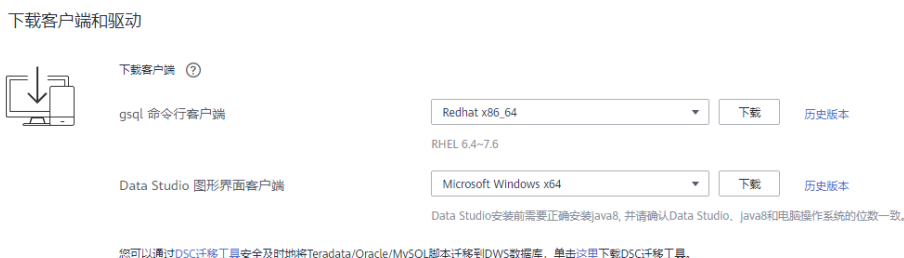 下载客户端和驱动
下载客户端 ?
gsql 命令行客户端 Redhat x86_64 下载 历史版本
RHEL 6.4~7.6
Data Studio 图形界面客户端 Microsoft Windows x64 下载 历史版本
Data Studio安装前需要正确安装java8, 并请确认Data Studio、java8和电脑操作系统的位数一致。
您可以通过DSC迁移工具安全及时地将Teradata/Oracle/MySQL脚本迁移到DWS数据库，单击这里下载DSC迁移工具。